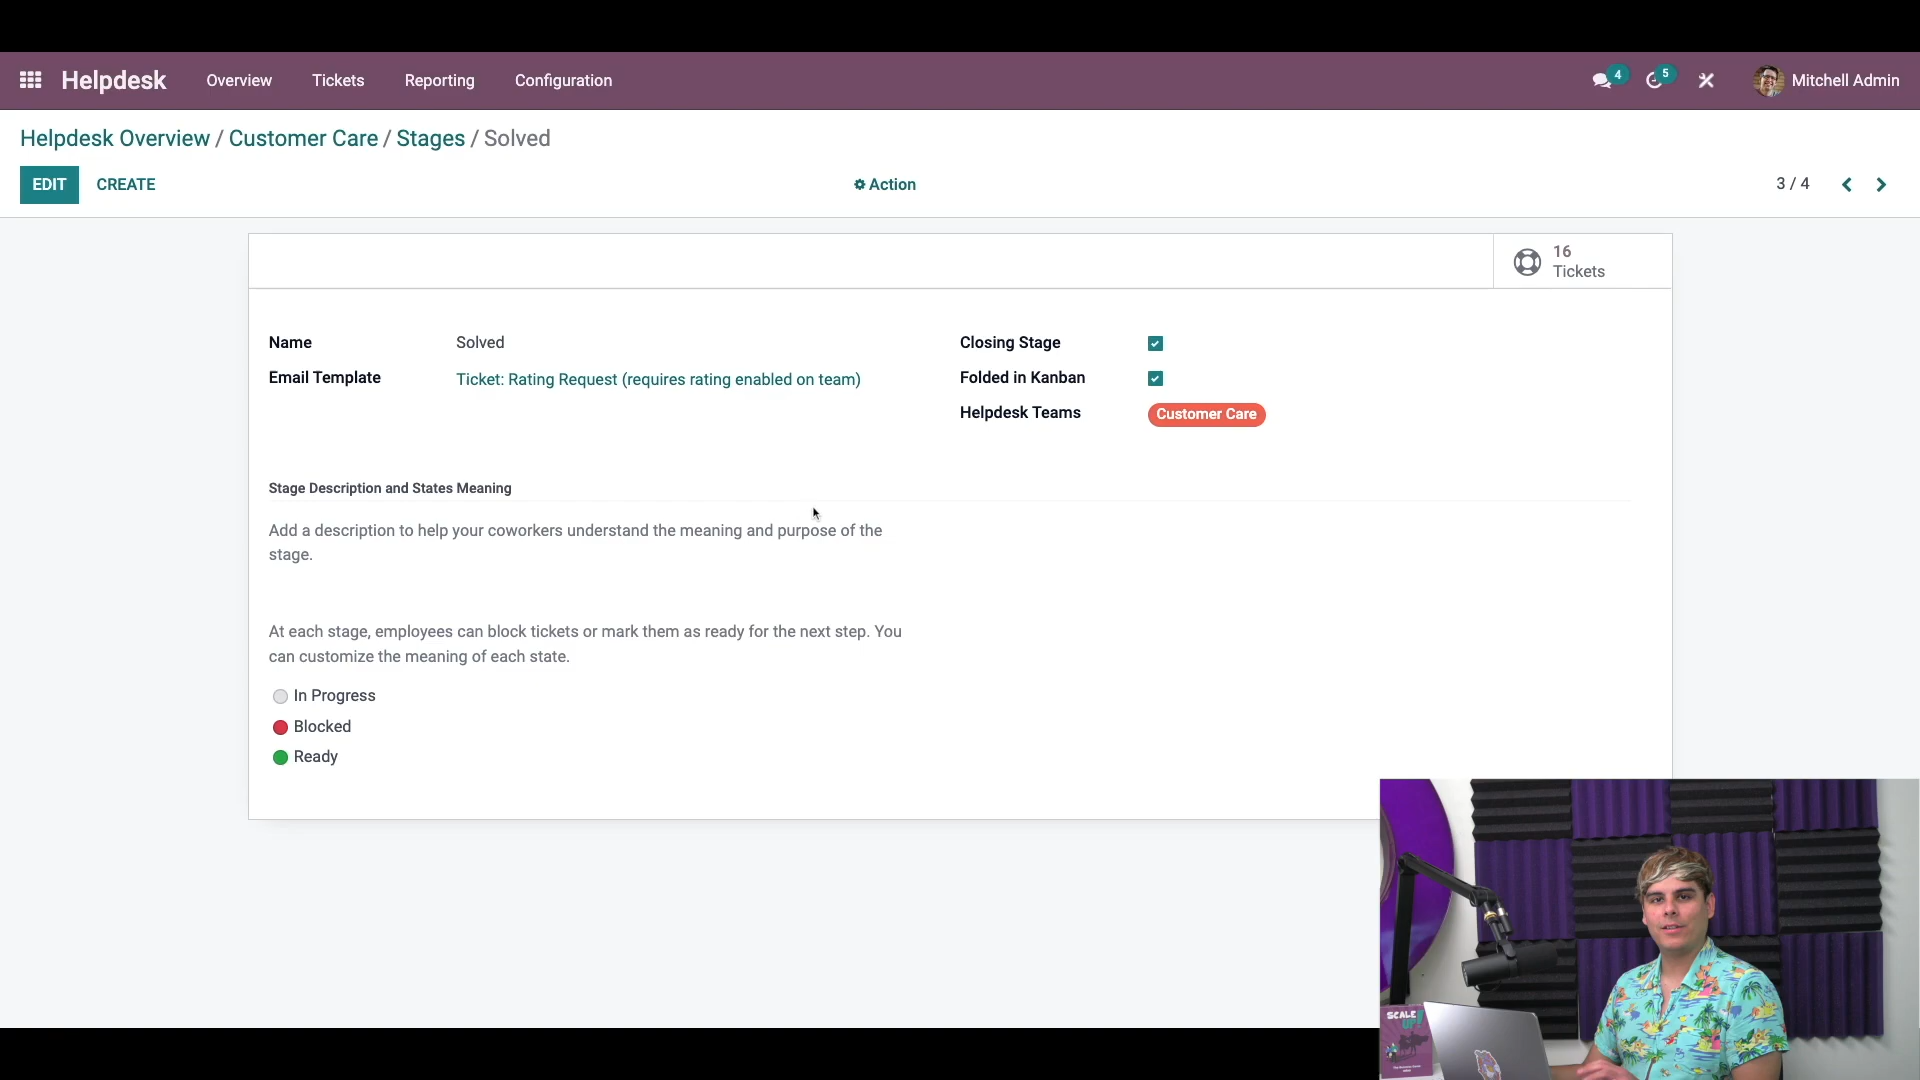 Helpdesk Overview Tickets Reporting Configuration 4 5 Mitchell Admin
Helpdesk Overview / Customer Care / Stages / Solved
EDIT CREATE Action 3 / 4
16
Tickets
Name Solved Closing Stage
Email Template Ticket: Rating Request (requires rating enabled on team) Folded in Kanban
Helpdesk Teams Customer Care
Stage Description and States Meaning
Add a description to help your coworkers understand the meaning and purpose of the
stage.
At each stage, employees can block tickets or mark them as ready for the next step. You
can customize the meaning of each state.
In Progress
Blocked
Ready
SCALE
UP!